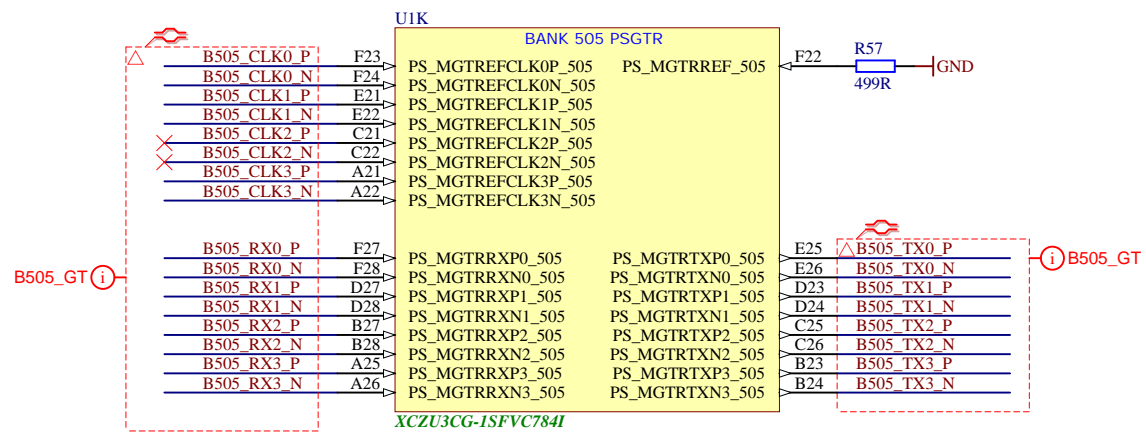 U1K
BANK 505 PSGTR
B505_CLK0_P F23 PS_MGTREFCLK0P_505 PS_MGTRREF_505 F22 R57 499R GND
B505_CLK0_N F24 PS_MGTREFCLK0N_505
B505_CLK1_P E21 PS_MGTREFCLK1P_505
B505_CLK1_N E22 PS_MGTREFCLK1N_505
B505_CLK2_P C21 PS_MGTREFCLK2P_505
B505_CLK2_N C22 PS_MGTREFCLK2N_505
B505_CLK3_P A21 PS_MGTREFCLK3P_505
B505_CLK3_N A22 PS_MGTREFCLK3N_505
B505_RX0_P F27 PS_MGTRRXP0_505 PS_MGTRTXP0_505 E25 B505_TX0_P
B505_GT i B505_RX0_N F28 PS_MGTRRXN0_505 PS_MGTRTXN0_505 E26 B505_TX0_N i B505_GT
B505_RX1_P D27 PS_MGTRRXP1_505 PS_MGTRTXP1_505 D23 B505_TX1_P
B505_RX1_N D28 PS_MGTRRXN1_505 PS_MGTRTXN1_505 D24 B505_TX1_N
B505_RX2_P B27 PS_MGTRRXP2_505 PS_MGTRTXP2_505 C25 B505_TX2_P
B505_RX2_N B28 PS_MGTRRXN2_505 PS_MGTRTXN2_505 C26 B505_TX2_N
B505_RX3_P A25 PS_MGTRRXP3_505 PS_MGTRTXP3_505 B23 B505_TX3_P
B505_RX3_N A26 PS_MGTRRXN3_505 PS_MGTRTXN3_505 B24 B505_TX3_N
XCZU3CG-1SFVC784I